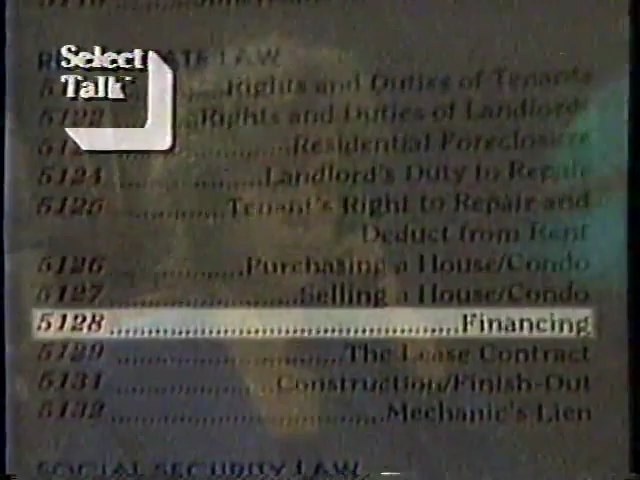 Select
Talk™
5122 Rights and Duties of Landlords
Rights and Duties of Tenants
Residential Foreclosure
5124 Landlord's Duty to Repair
5125 Tenant's Right to Repair and
Deduct from Rent
5126 Purchasing a House/Condo
5127 Selling a House/Condo
5128 Financing
5129 The Lease Contract
5131 Construction/Finish-Out
5132 Mechanic's Lien
SOCIAL SECURITY LAW